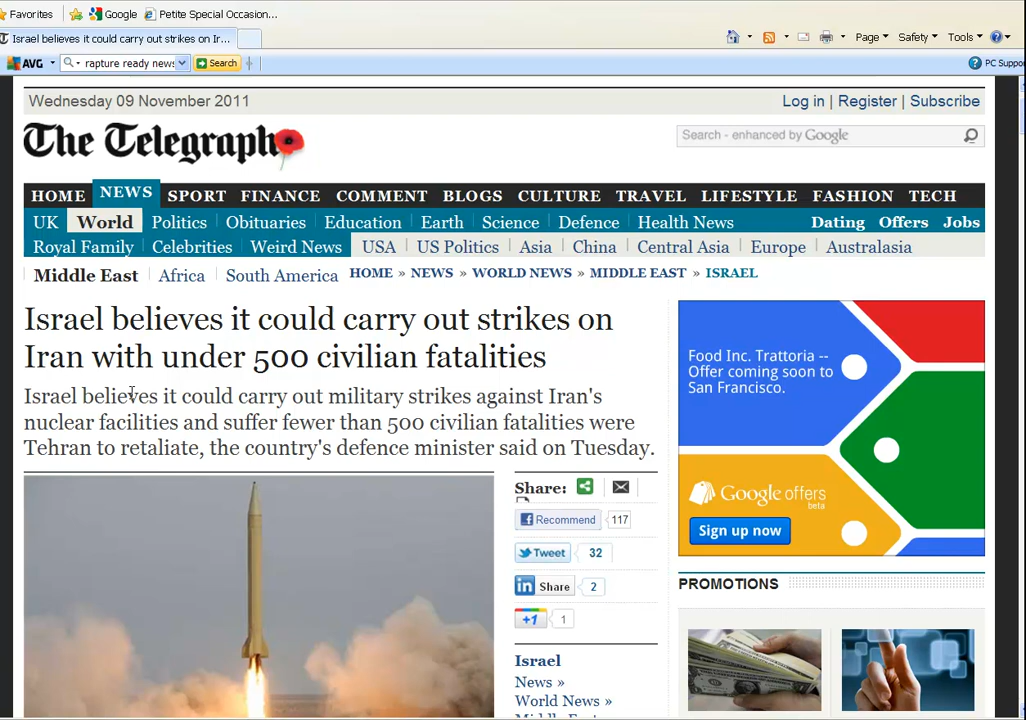 Favorites Google Petite Special Occasion...
Israel believes it could carry out strikes on Ir...
Page Safety Tools
AVG rapture ready news Search PC Suppo
Wednesday 09 November 2011 Log in | Register | Subscribe
The Telegraph Search - enhanced by Google
HOME NEWS SPORT FINANCE COMMENT BLOGS CULTURE TRAVEL LIFESTYLE FASHION TECH
UK World Politics Obituaries Education Earth Science Defence Health News Dating Offers Jobs
Royal Family Celebrities Weird News USA US Politics Asia China Central Asia Europe Australasia
Middle East Africa South America HOME » NEWS » WORLD NEWS » MIDDLE EAST » ISRAEL
Israel believes it could carry out strikes on
Iran with under 500 civilian fatalities
Israel believes it could carry out military strikes against Iran's
nuclear facilities and suffer fewer than 500 civilian fatalities were
Tehran to retaliate, the country's defence minister said on Tuesday.
Share:
Recommend 117
Tweet 32
in Share 2
+1 1
Israel
News »
World News »
Food Inc. Trattoria --
Offer coming soon to
San Francisco.
Google offers
beta
Sign up now
PROMOTIONS